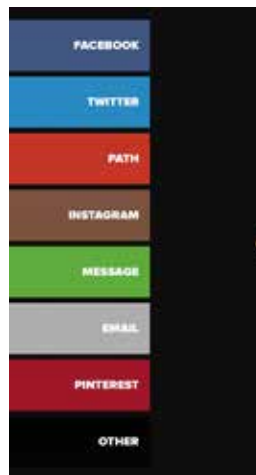 FACEBOOK
TWITTER
PATH
INSTAGRAM
MESSAGE
EMAIL
PINTEREST
OTHER